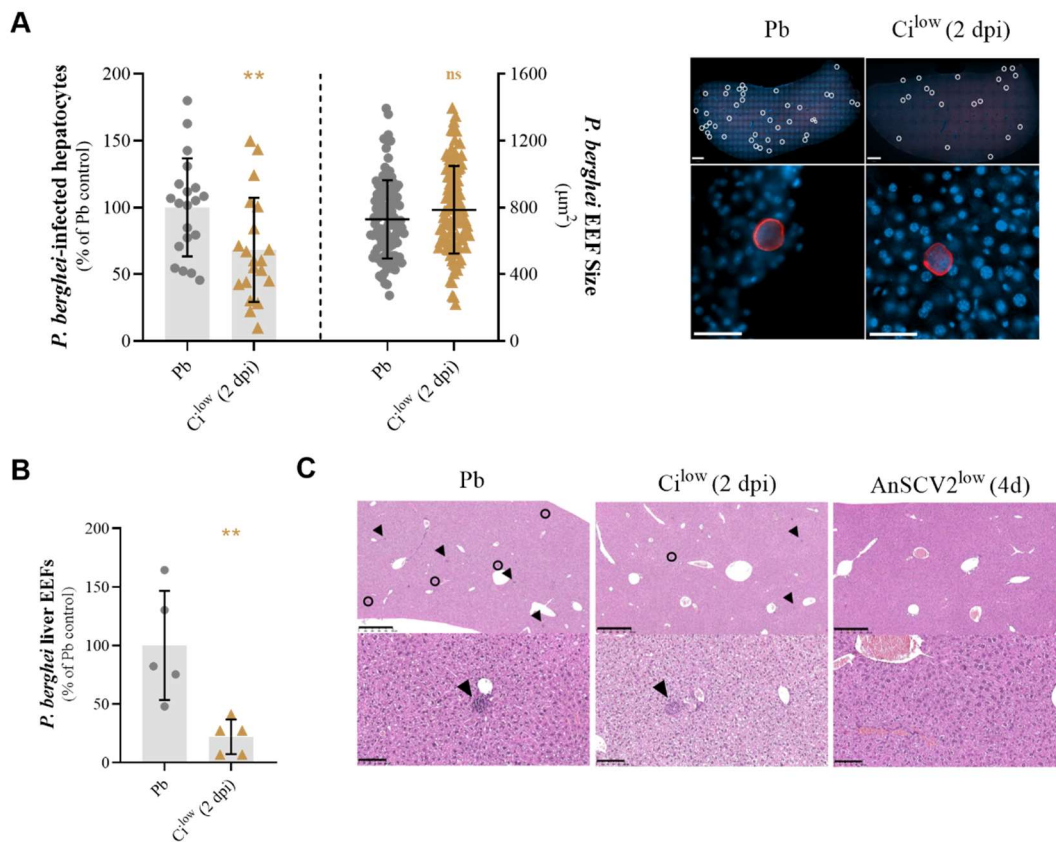 A
P. berghei-infected hepatocytes
(% of Pb control)
200
150
100
50
0
**
ns
1600
1200
800
400
0
P. berghei EEF Size
(μm²)
Pb
Ci^low (2 dpi)
Pb
Ci^low (2 dpi)
Pb
Ci^low (2 dpi)
B
P. berghei liver EEFs
(% of Pb control)
200
150
100
50
0
**
Pb
Ci^low (2 dpi)
C
Pb
Ci^low (2 dpi)
AnSCV2^low (4d)